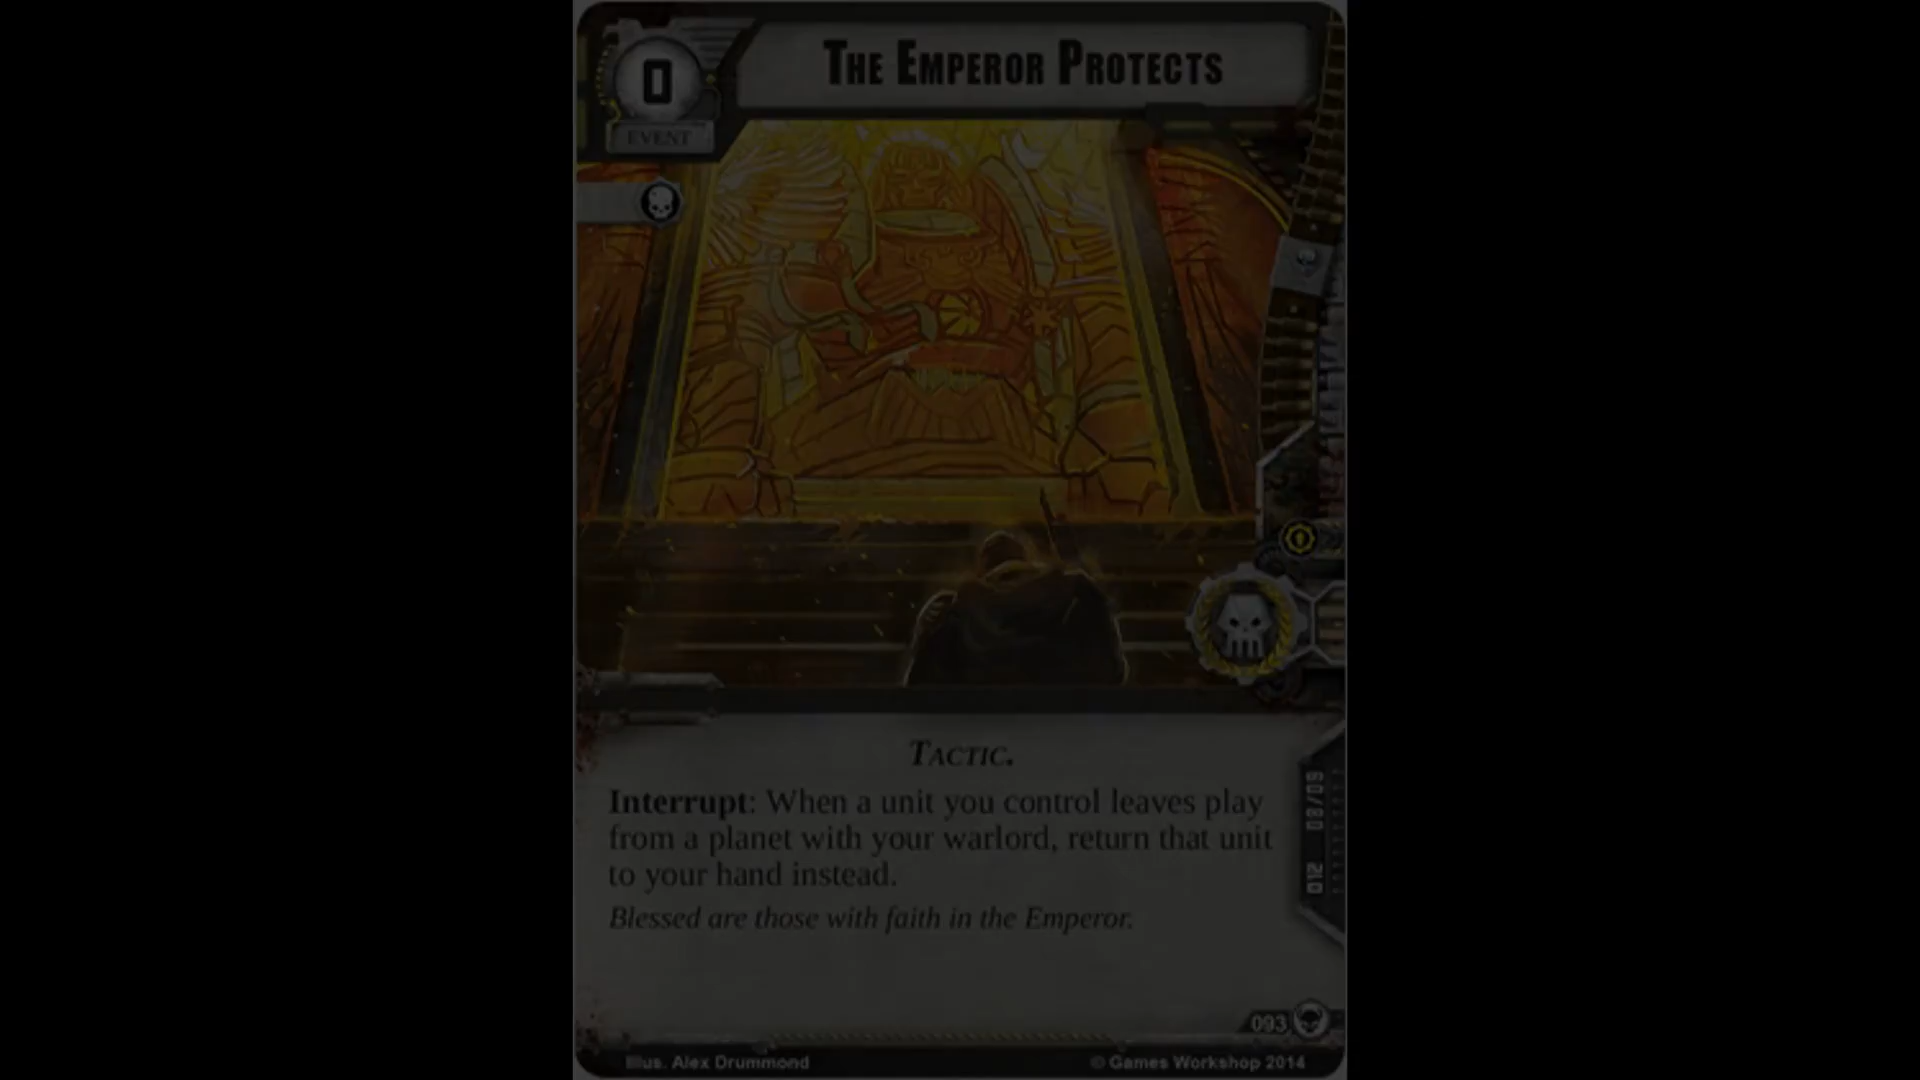 0
THE EMPEROR PROTECTS
EVENT
TACTIC.
Interrupt: When a unit you control leaves play
from a planet with your warlord, return that unit
to your hand instead.
Blessed are those with faith in the Emperor.
012 08/09
093
Illus. Alex Drummond
© Games Workshop 2014